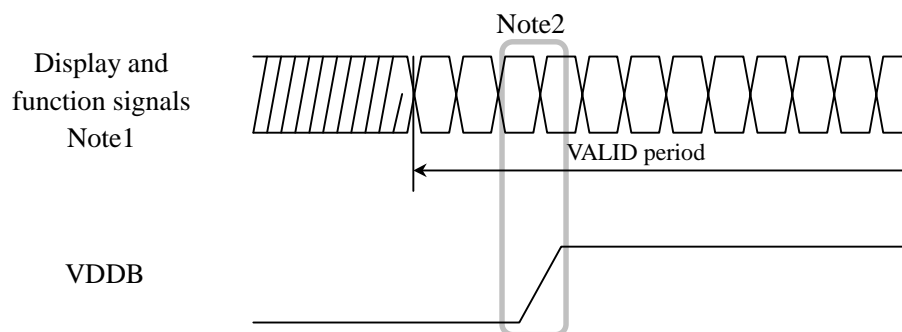 Note2
Display and
function signals
Note1
VALID period
VDDB